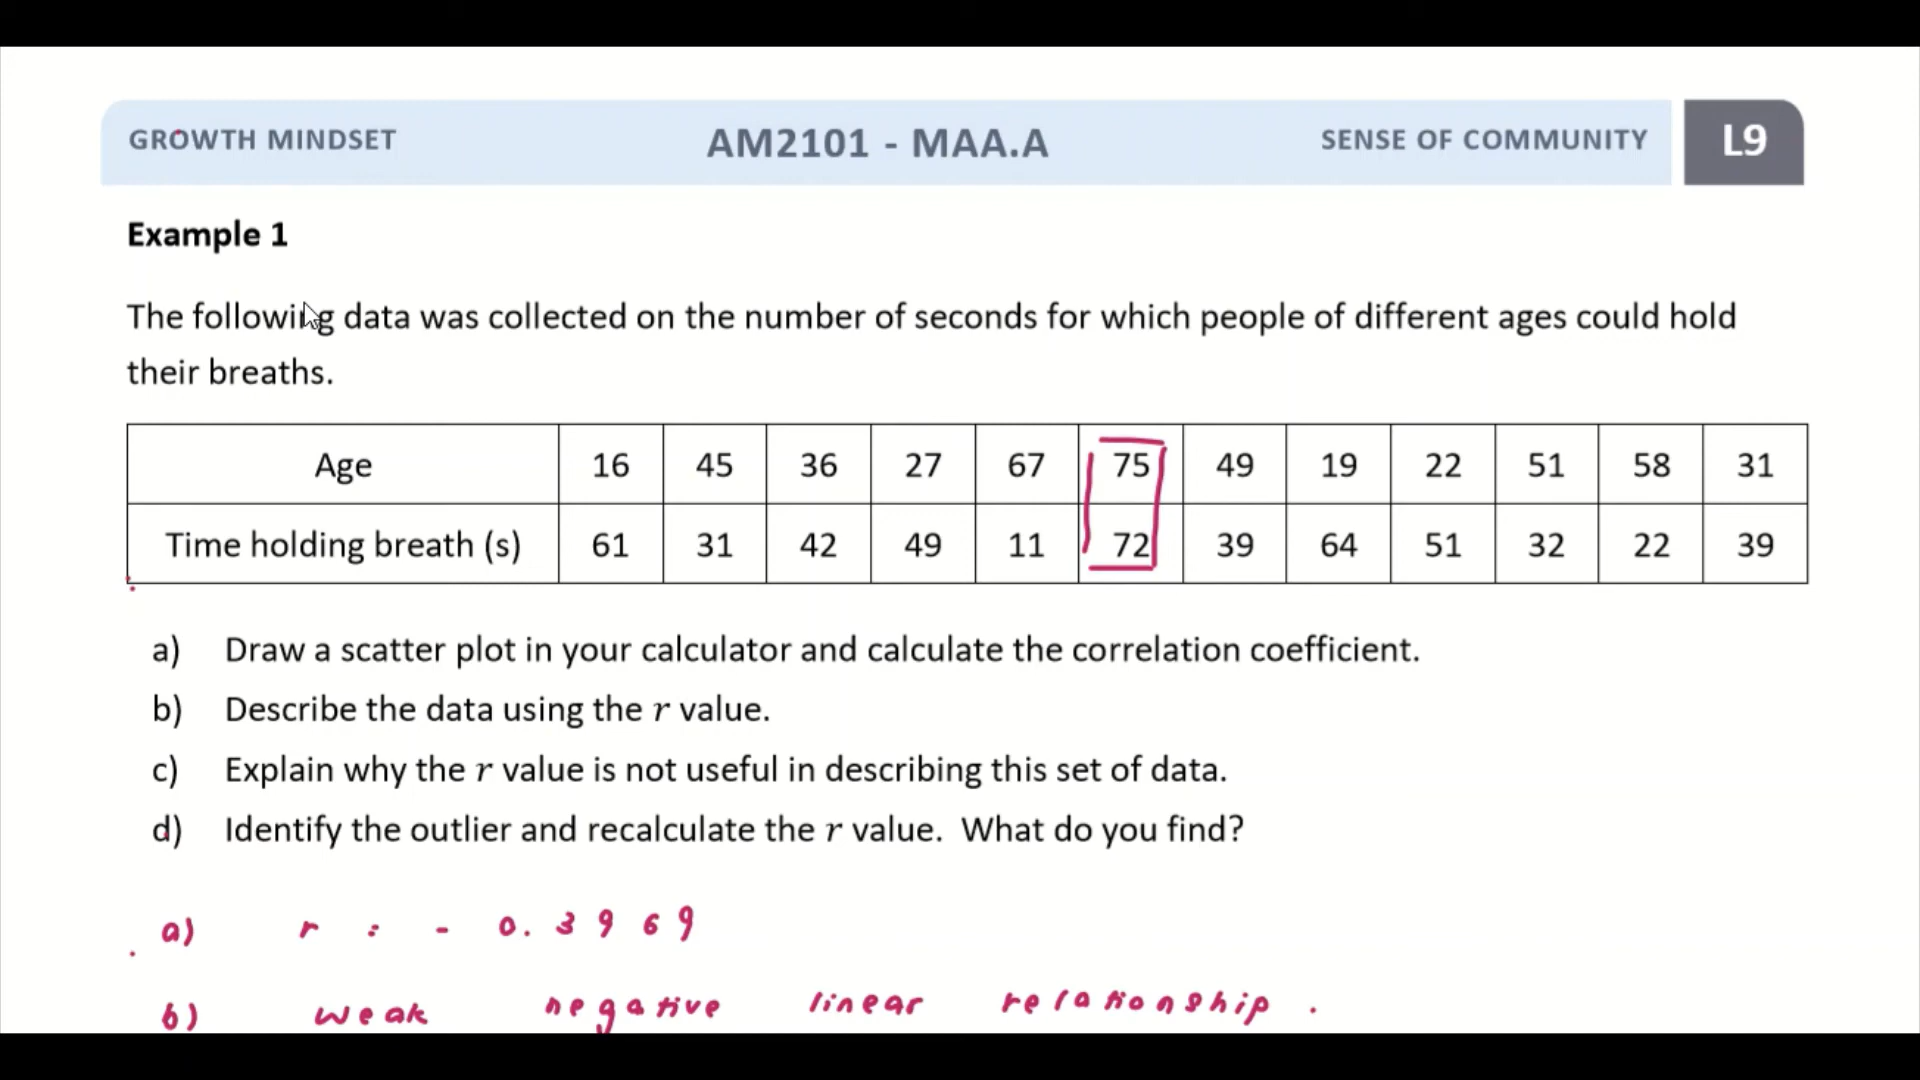 GROWTH MINDSET AM2101 - MAA.A SENSE OF COMMUNITY L9
Example 1
The following data was collected on the number of seconds for which people of different ages could hold
their breaths.
Age 16 45 36 27 67 75 49 19 22 51 58 31
Time holding breath (s) 61 31 42 49 11 72 39 64 51 32 22 39
a) Draw a scatter plot in your calculator and calculate the correlation coefficient.
b) Describe the data using the r value.
c) Explain why the r value is not useful in describing this set of data.
d) Identify the outlier and recalculate the r value. What do you find?
a) r : - 0.3969
b) weak negative linear relationship.